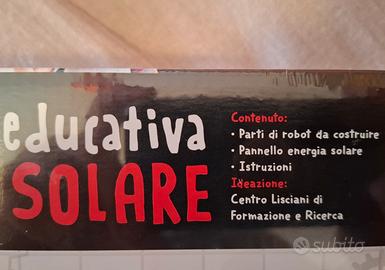 educativa
SOLARE
Contenuto:
• Parti di robot da costruire
• Pannello energia solare
• Istruzioni
Ideazione:
Centro Lisciani di
Formazione e Ricerca
subito